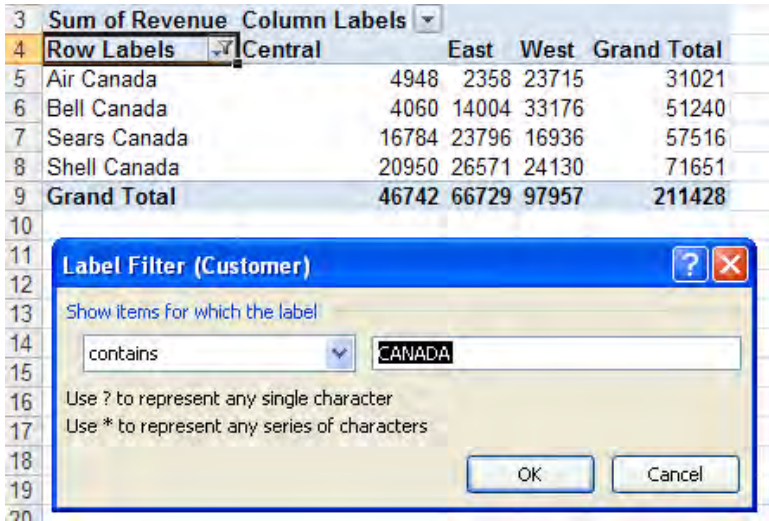 3 Sum of Revenue Column Labels
4 Row Labels Central East West Grand Total
5 Air Canada 4948 2358 23715 31021
6 Bell Canada 4060 14004 33176 51240
7 Sears Canada 16784 23796 16936 57516
8 Shell Canada 20950 26571 24130 71651
9 Grand Total 46742 66729 97957 211428
10
11
Label Filter (Customer) ?
12
13 Show items for which the label
14 contains CANADA
15
16 Use ? to represent any single character
17 Use * to represent any series of characters
18 OK Cancel
19
20